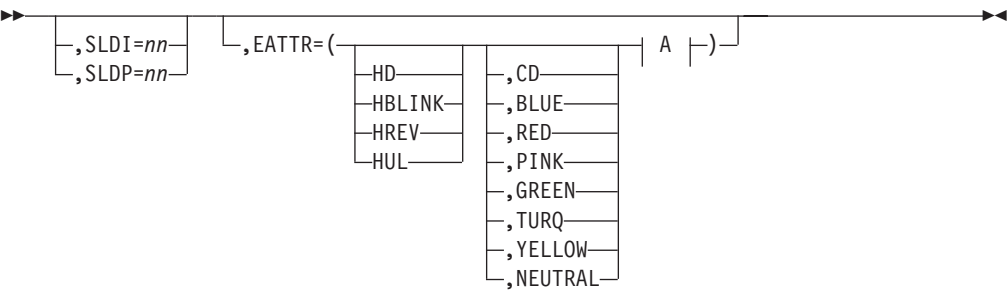 ,SLDI=nn ,EATTR=( A )
,SLDP=nn HD ,CD
HBLINK ,BLUE
HREV ,RED
HUL ,PINK
,GREEN
,TURQ
,YELLOW
,NEUTRAL